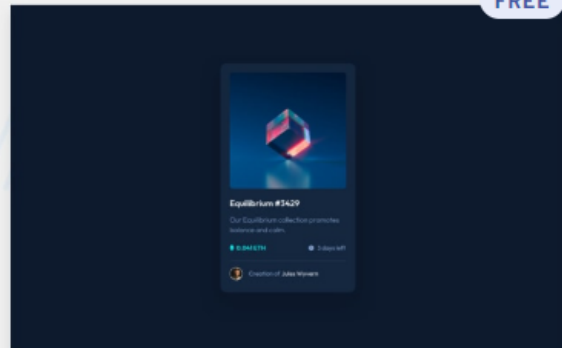 FREE
Equilibrium #3429
Our Equilibrium collection promotes
balance and calm.
0.041 ETH
3 days left
Creation of Jules Wyvern